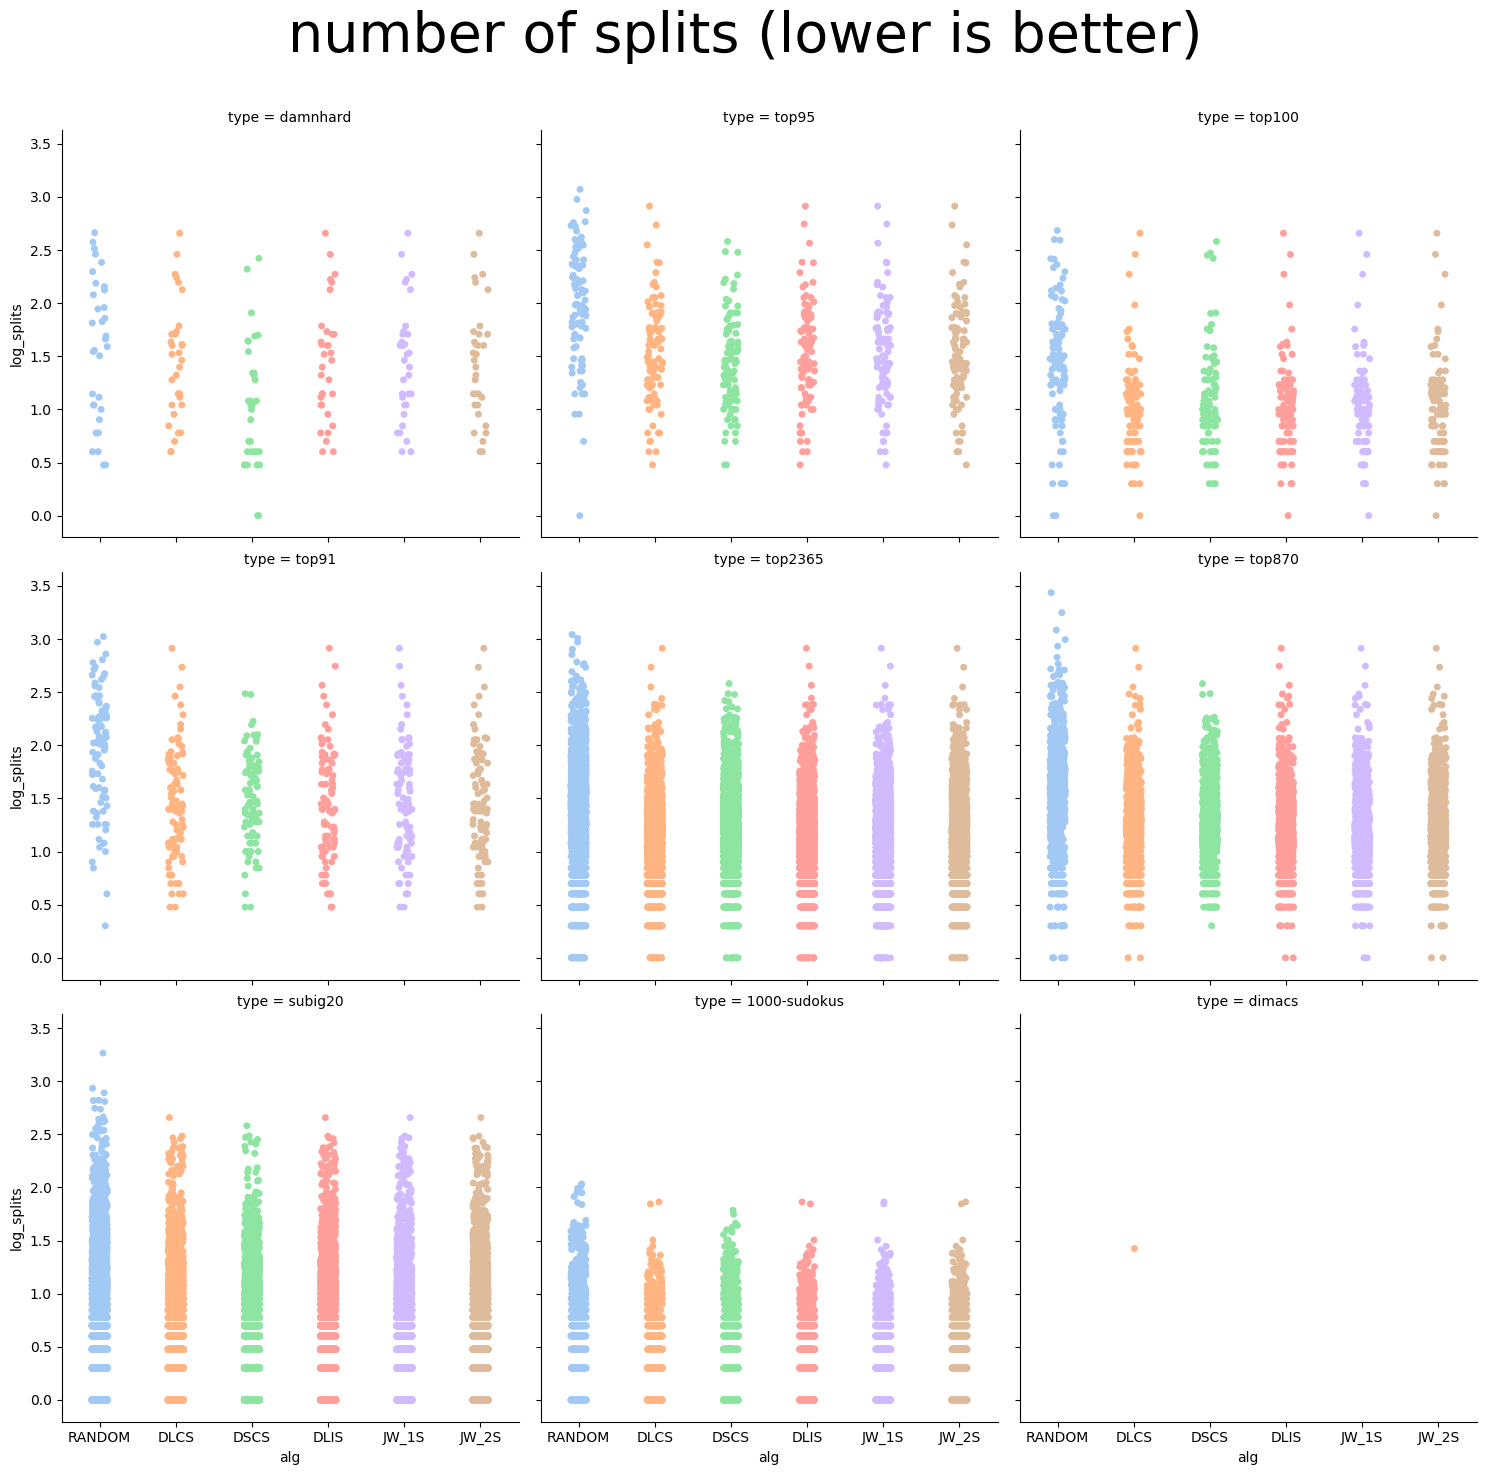 number of splits (lower is better)
type = damnhard
type = top95
type = top100
3.5
3.0
2.5
2.0
1.5
1.0
0.5
0.0
log_splits
type = top91
type = top2365
type = top870
3.5
3.0
2.5
2.0
1.5
1.0
0.5
0.0
log_splits
type = subig20
type = 1000-sudokus
type = dimacs
3.5
3.0
2.5
2.0
1.5
1.0
0.5
0.0
log_splits
RANDOM DLCS DSCS DLIS JW_1S JW_2S
alg
RANDOM DLCS DSCS DLIS JW_1S JW_2S
alg
RANDOM DLCS DSCS DLIS JW_1S JW_2S
alg